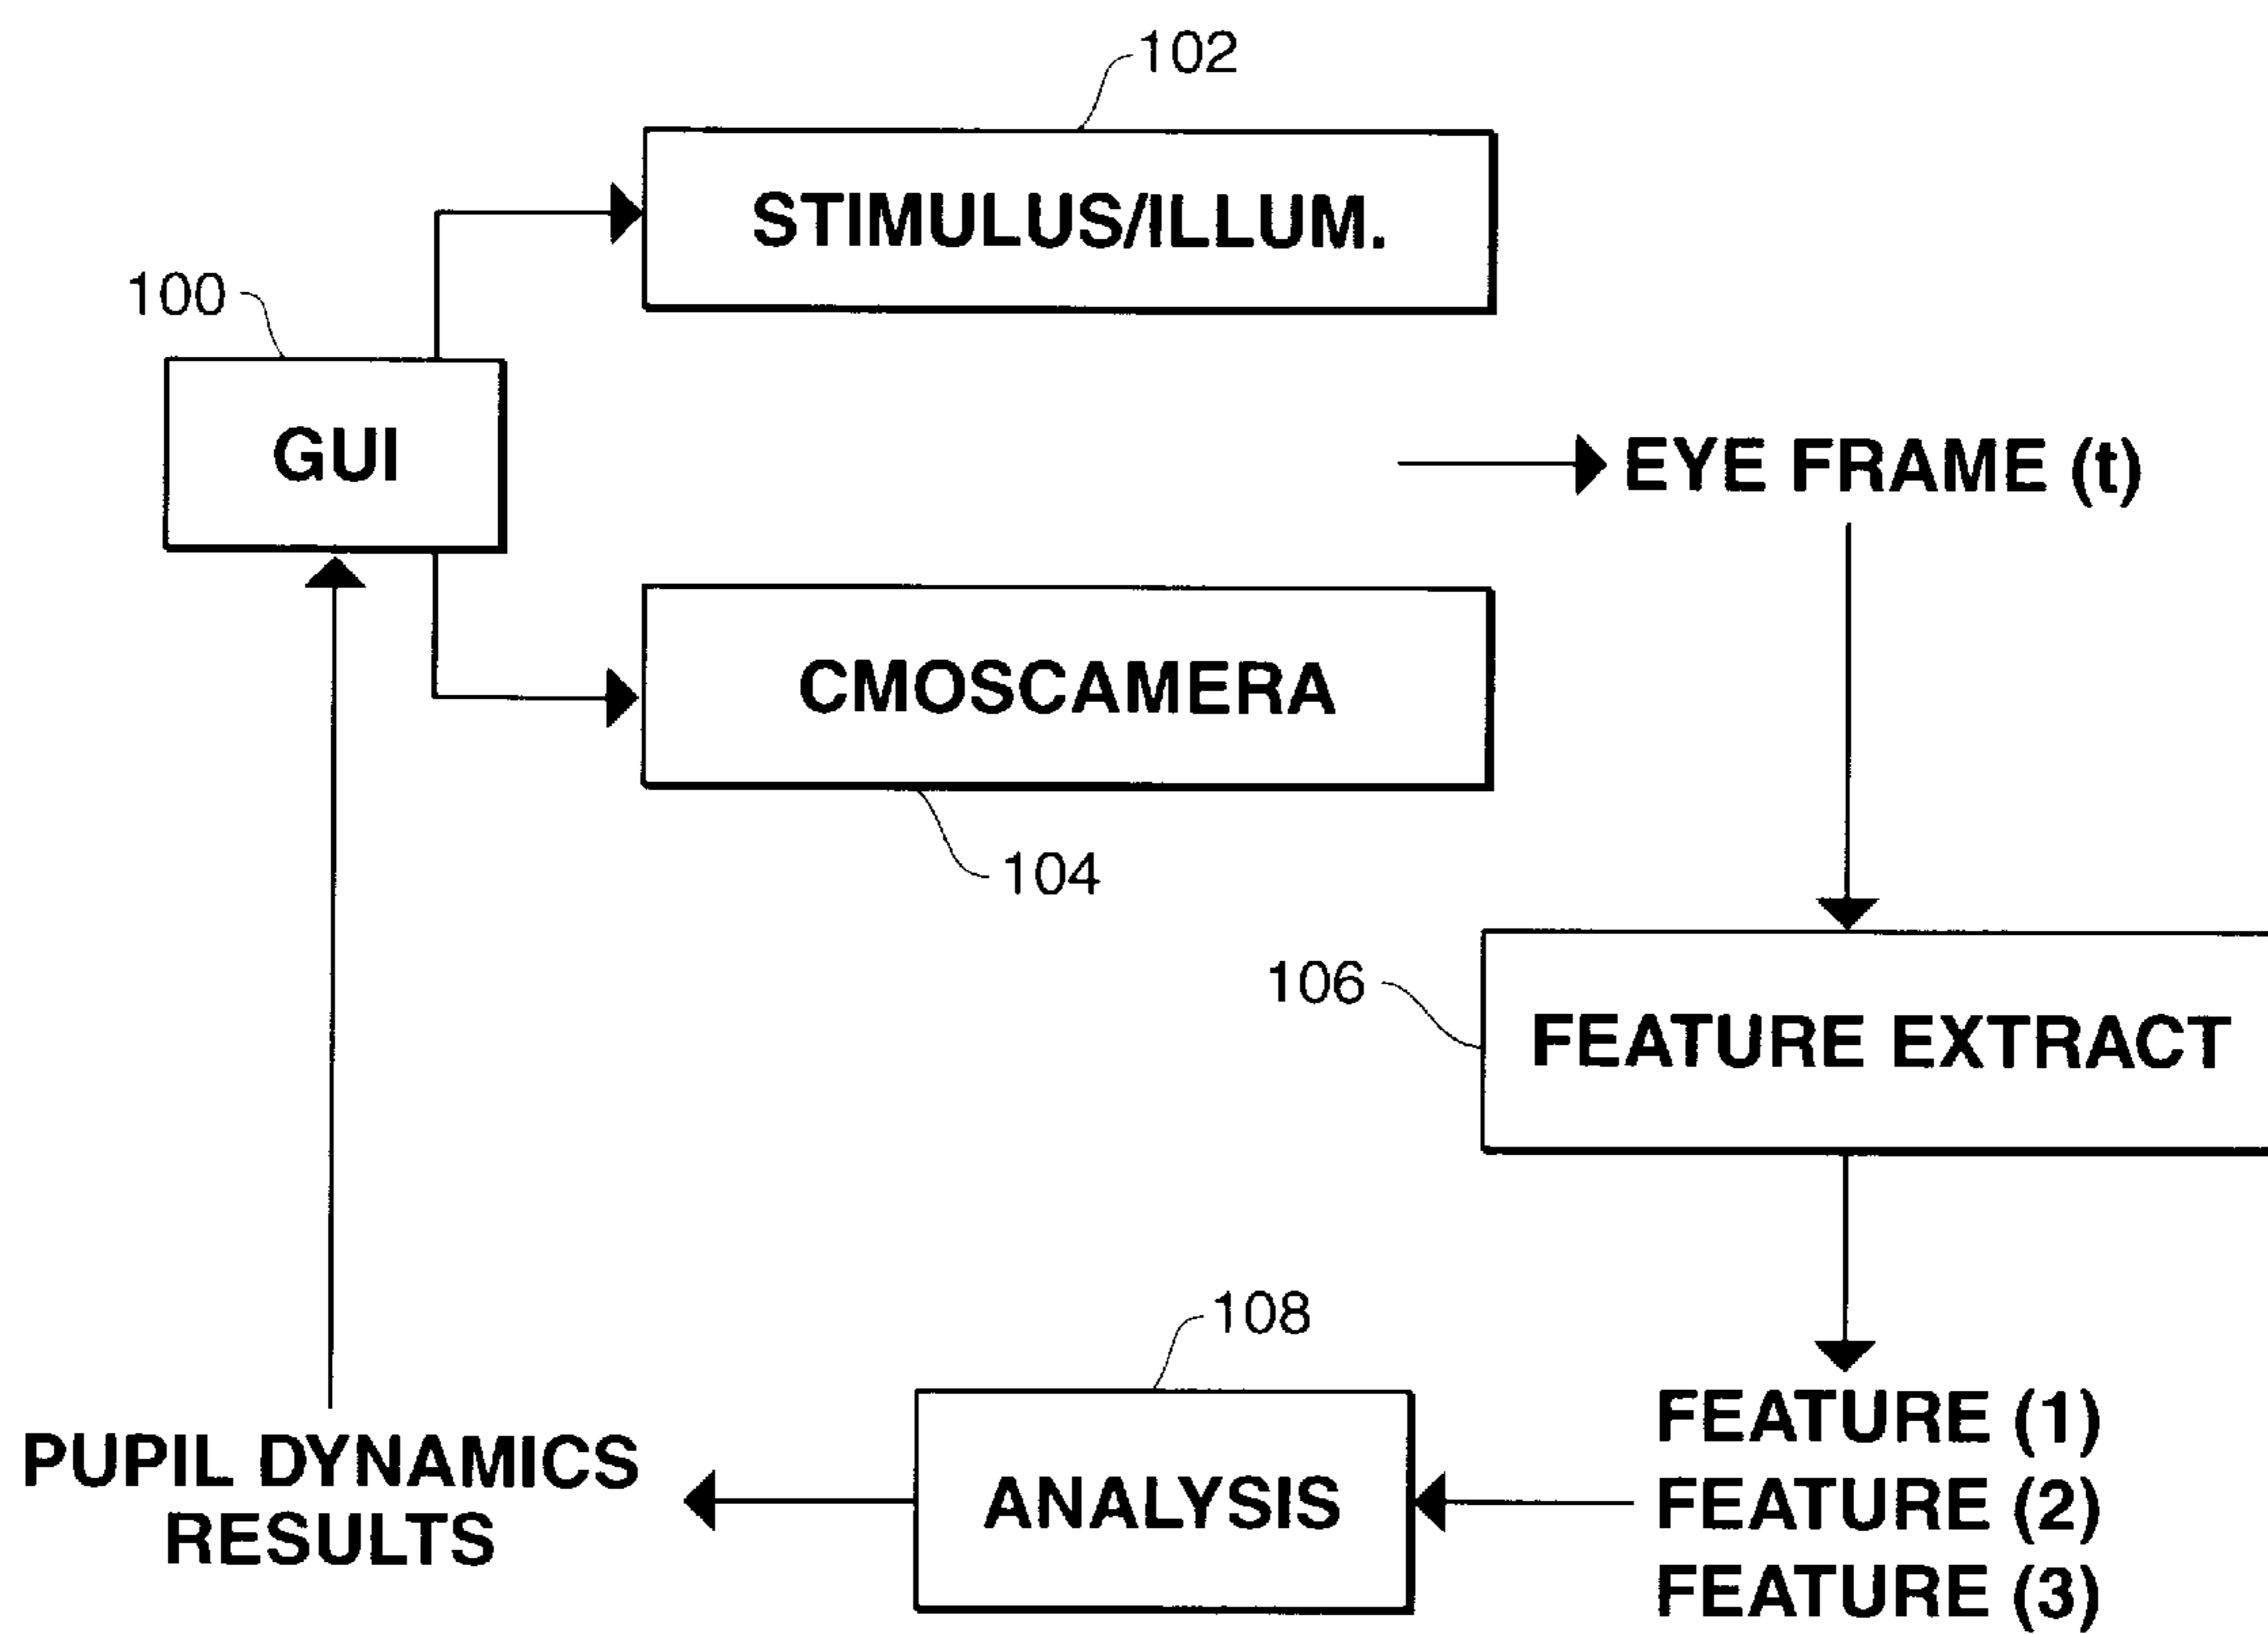 102
STIMULUS/ILLUM.
100
GUI
EYE FRAME (t)
CMOSCAMERA
104
106
FEATURE EXTRACT
108
FEATURE (1)
PUPIL DYNAMICS
RESULTS
ANALYSIS
FEATURE (2)
FEATURE (3)